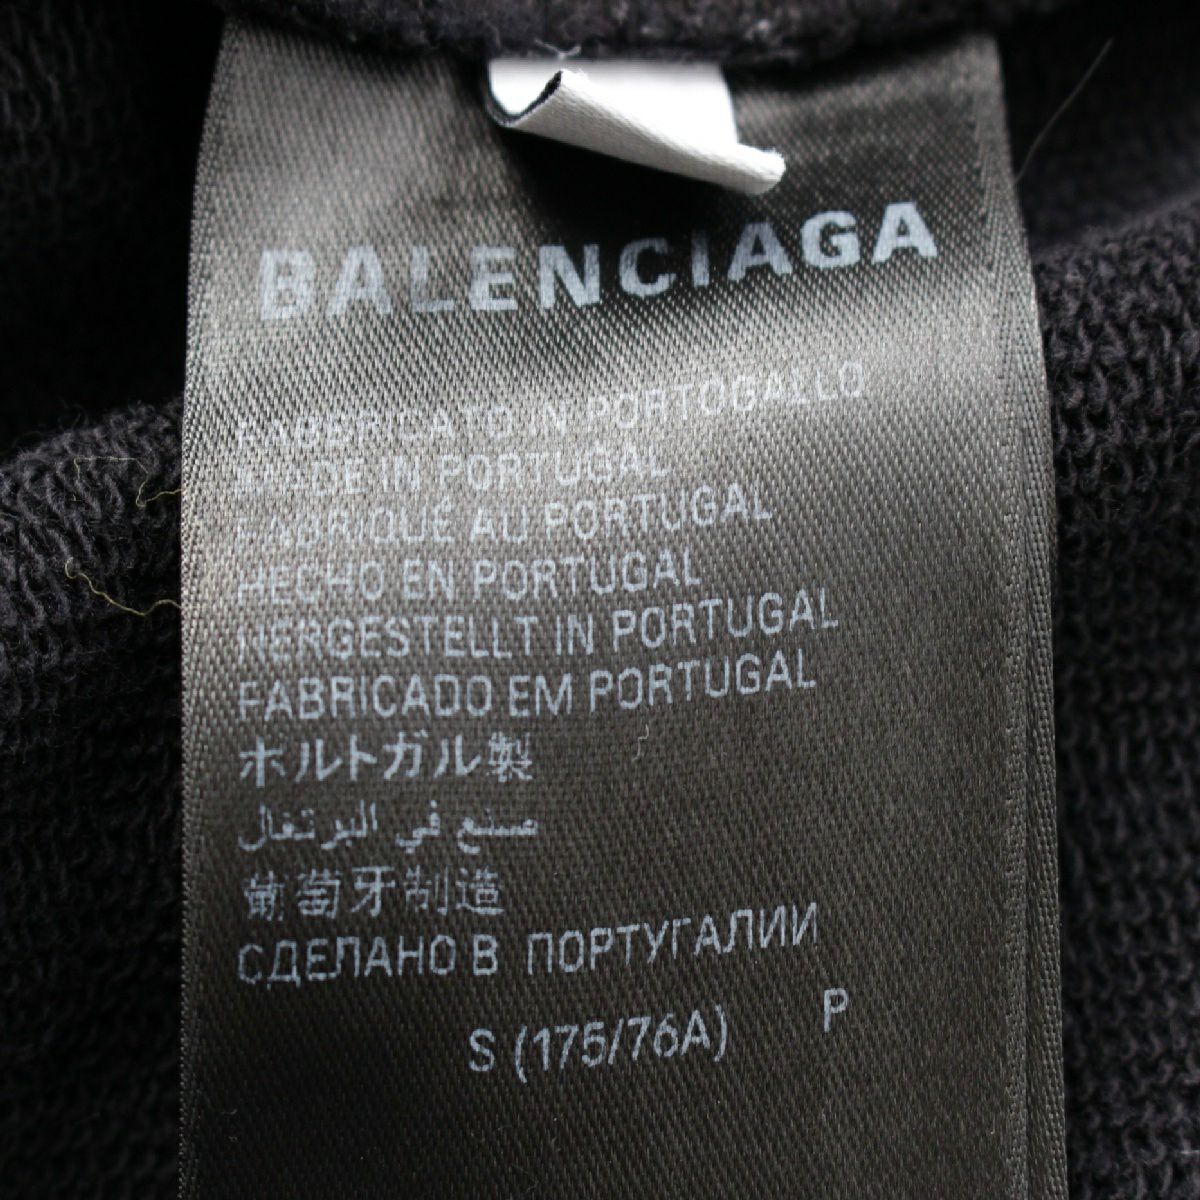 BALENCIAGA
FABBRICATO IN PORTOGALLO
MADE IN PORTUGAL
FABRIQUÉ AU PORTUGAL
HECHO EN PORTUGAL
HERGESTELLT IN PORTUGAL
FABRICADO EM PORTUGAL
ポルトガル製
صنع في البرتغال
葡萄牙制造
СДЕЛАНО В ПОРТУГАЛИИ
S (175/76A) P